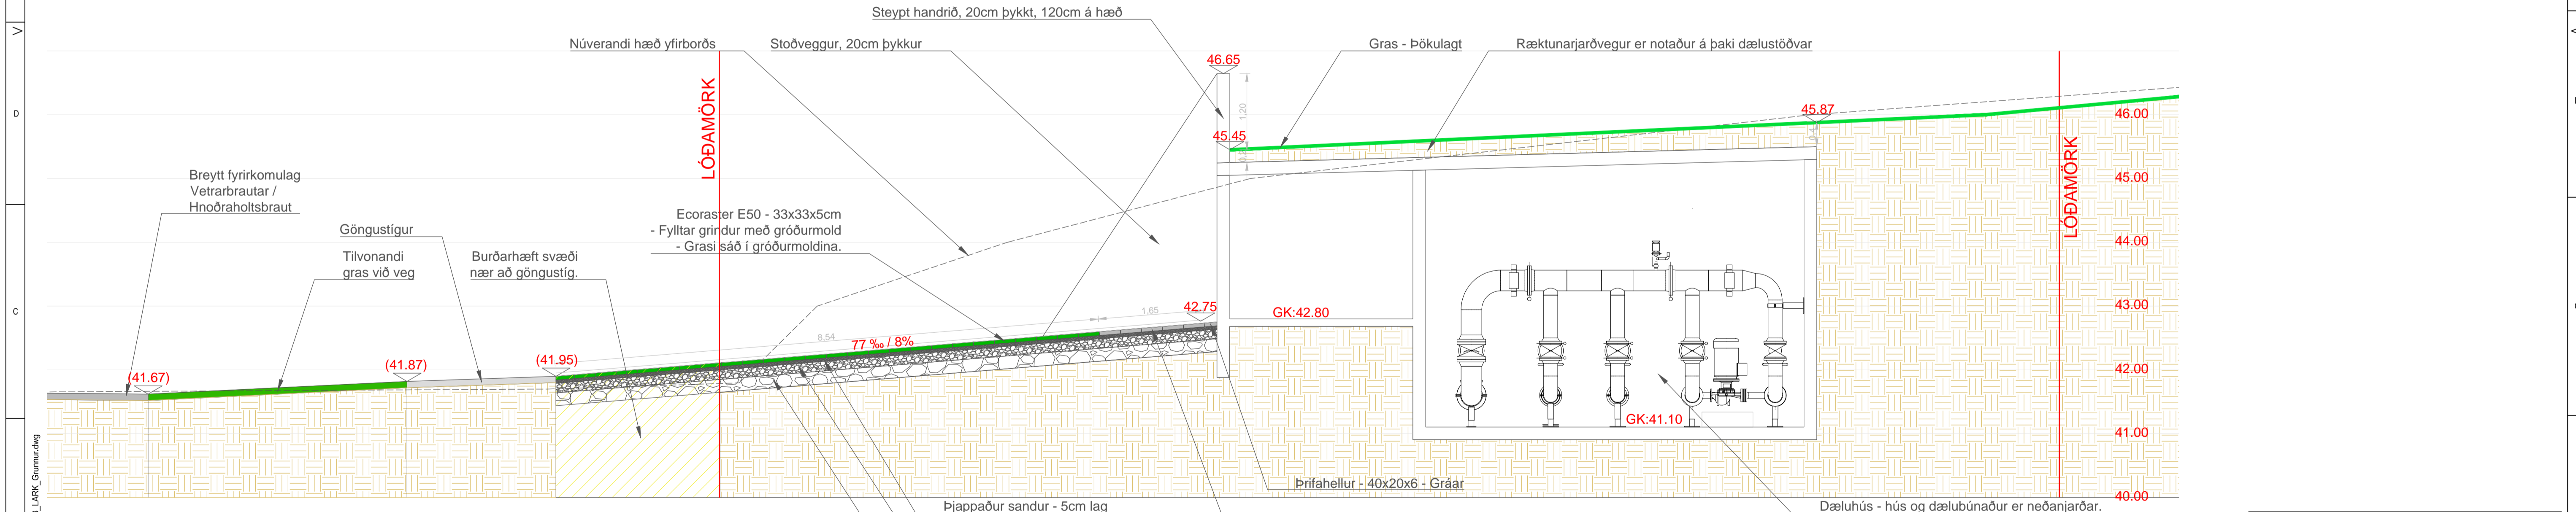 Steypt handrið, 20cm þykkt, 120cm á hæð
Núverandi hæð yfirborðs
Stoðveggur, 20cm þykkur
Gras - Þökulagt
Ræktunarjarðvegur er notaður á þaki dælustöðvar
46.65
LÓÐAMÖRK
1,20
D
45.87
46.00
45.45
LÓÐAMÖRK
Breytt fyrirkomulag
Vetrarbrautar /
Hnoðraholtsbraut
45.00
Ecoraster E50 - 33x33x5cm
- Fylltar grindur með gróðurmold
- Grasi sáð í gróðurmoldina.
Göngustígur
44.00
Tilvonandi
gras við veg
Burðarhæft svæði
nær að göngustíg.
43.00
42.75
1,65
GK:42.80
C
8,54
77 ‰ / 8%
(41.95)
(41.87)
42.00
(41.67)
GK:41.10
41.00
_LARK_Grunnur.dwg
Þrifahellur - 40x20x6 - Gráar
40.00
Þjappaður sandur - 5cm lag
Dæluhús - hús og dælubúnaður er neðanjarðar.